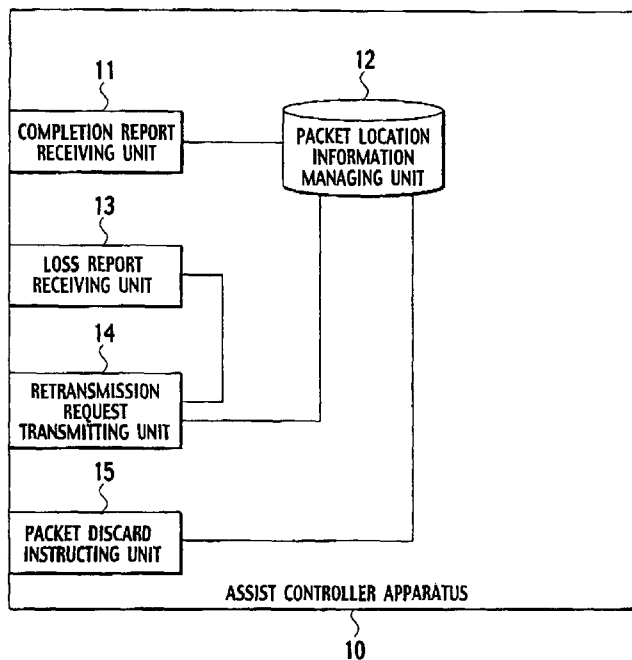 11
COMPLETION REPORT
RECEIVING UNIT
12
PACKET LOCATION
INFORMATION
MANAGING UNIT
13
LOSS REPORT
RECEIVING UNIT
14
RETRANSMISSION
REQUEST
TRANSMITTING UNIT
15
PACKET DISCARD
INSTRUCTING UNIT
ASSIST CONTROLLER APPARATUS
10